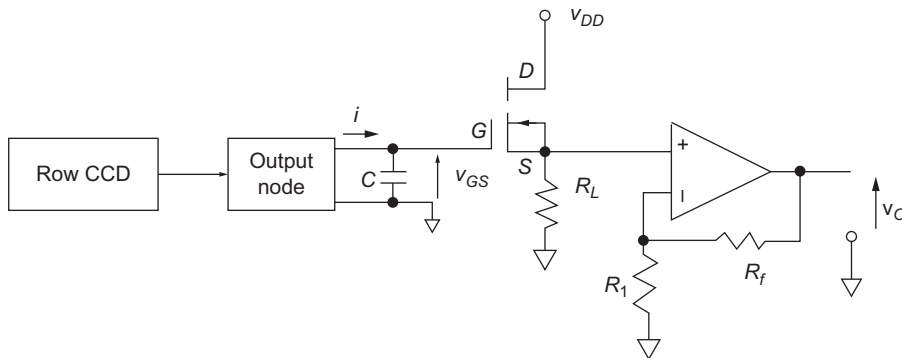 v_DD
D
i
G
Row CCD
Output
node
C
v_GS
S
R_L
+
–
v_O
R_1
R_f